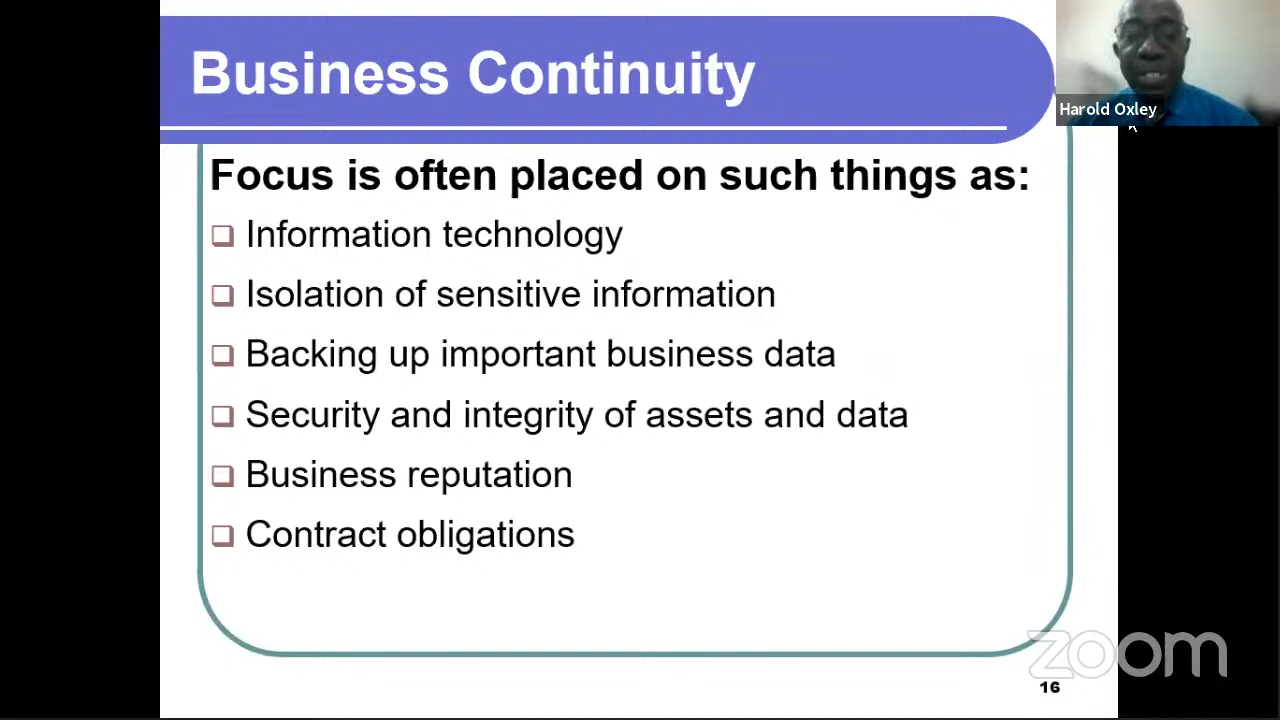 Business Continuity
Harold Oxley
Focus is often placed on such things as:
Information technology
Isolation of sensitive information
Backing up important business data
Security and integrity of assets and data
Business reputation
Contract obligations
zoom
16